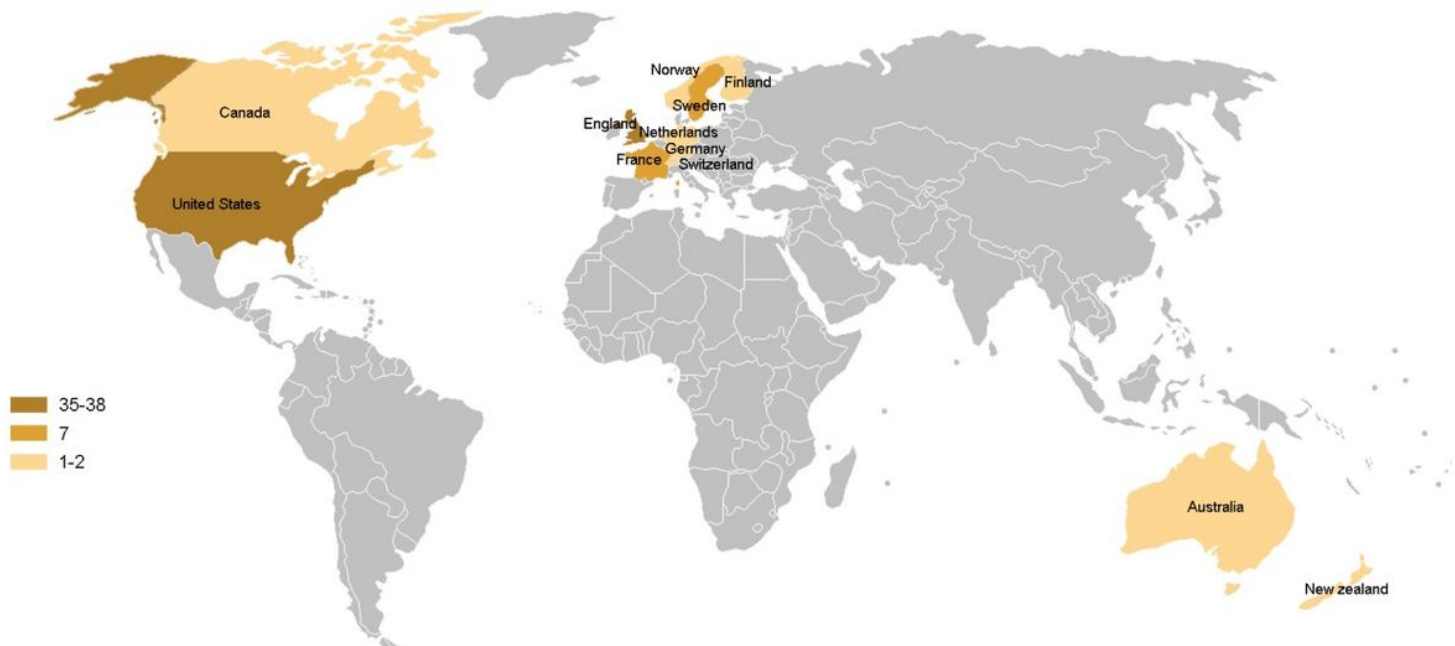 Norway
Finland
Canada
Sweden
England
Netherlands
Germany
France
Switzerland
United States
35-38
7
1-2
Australia
New zealand